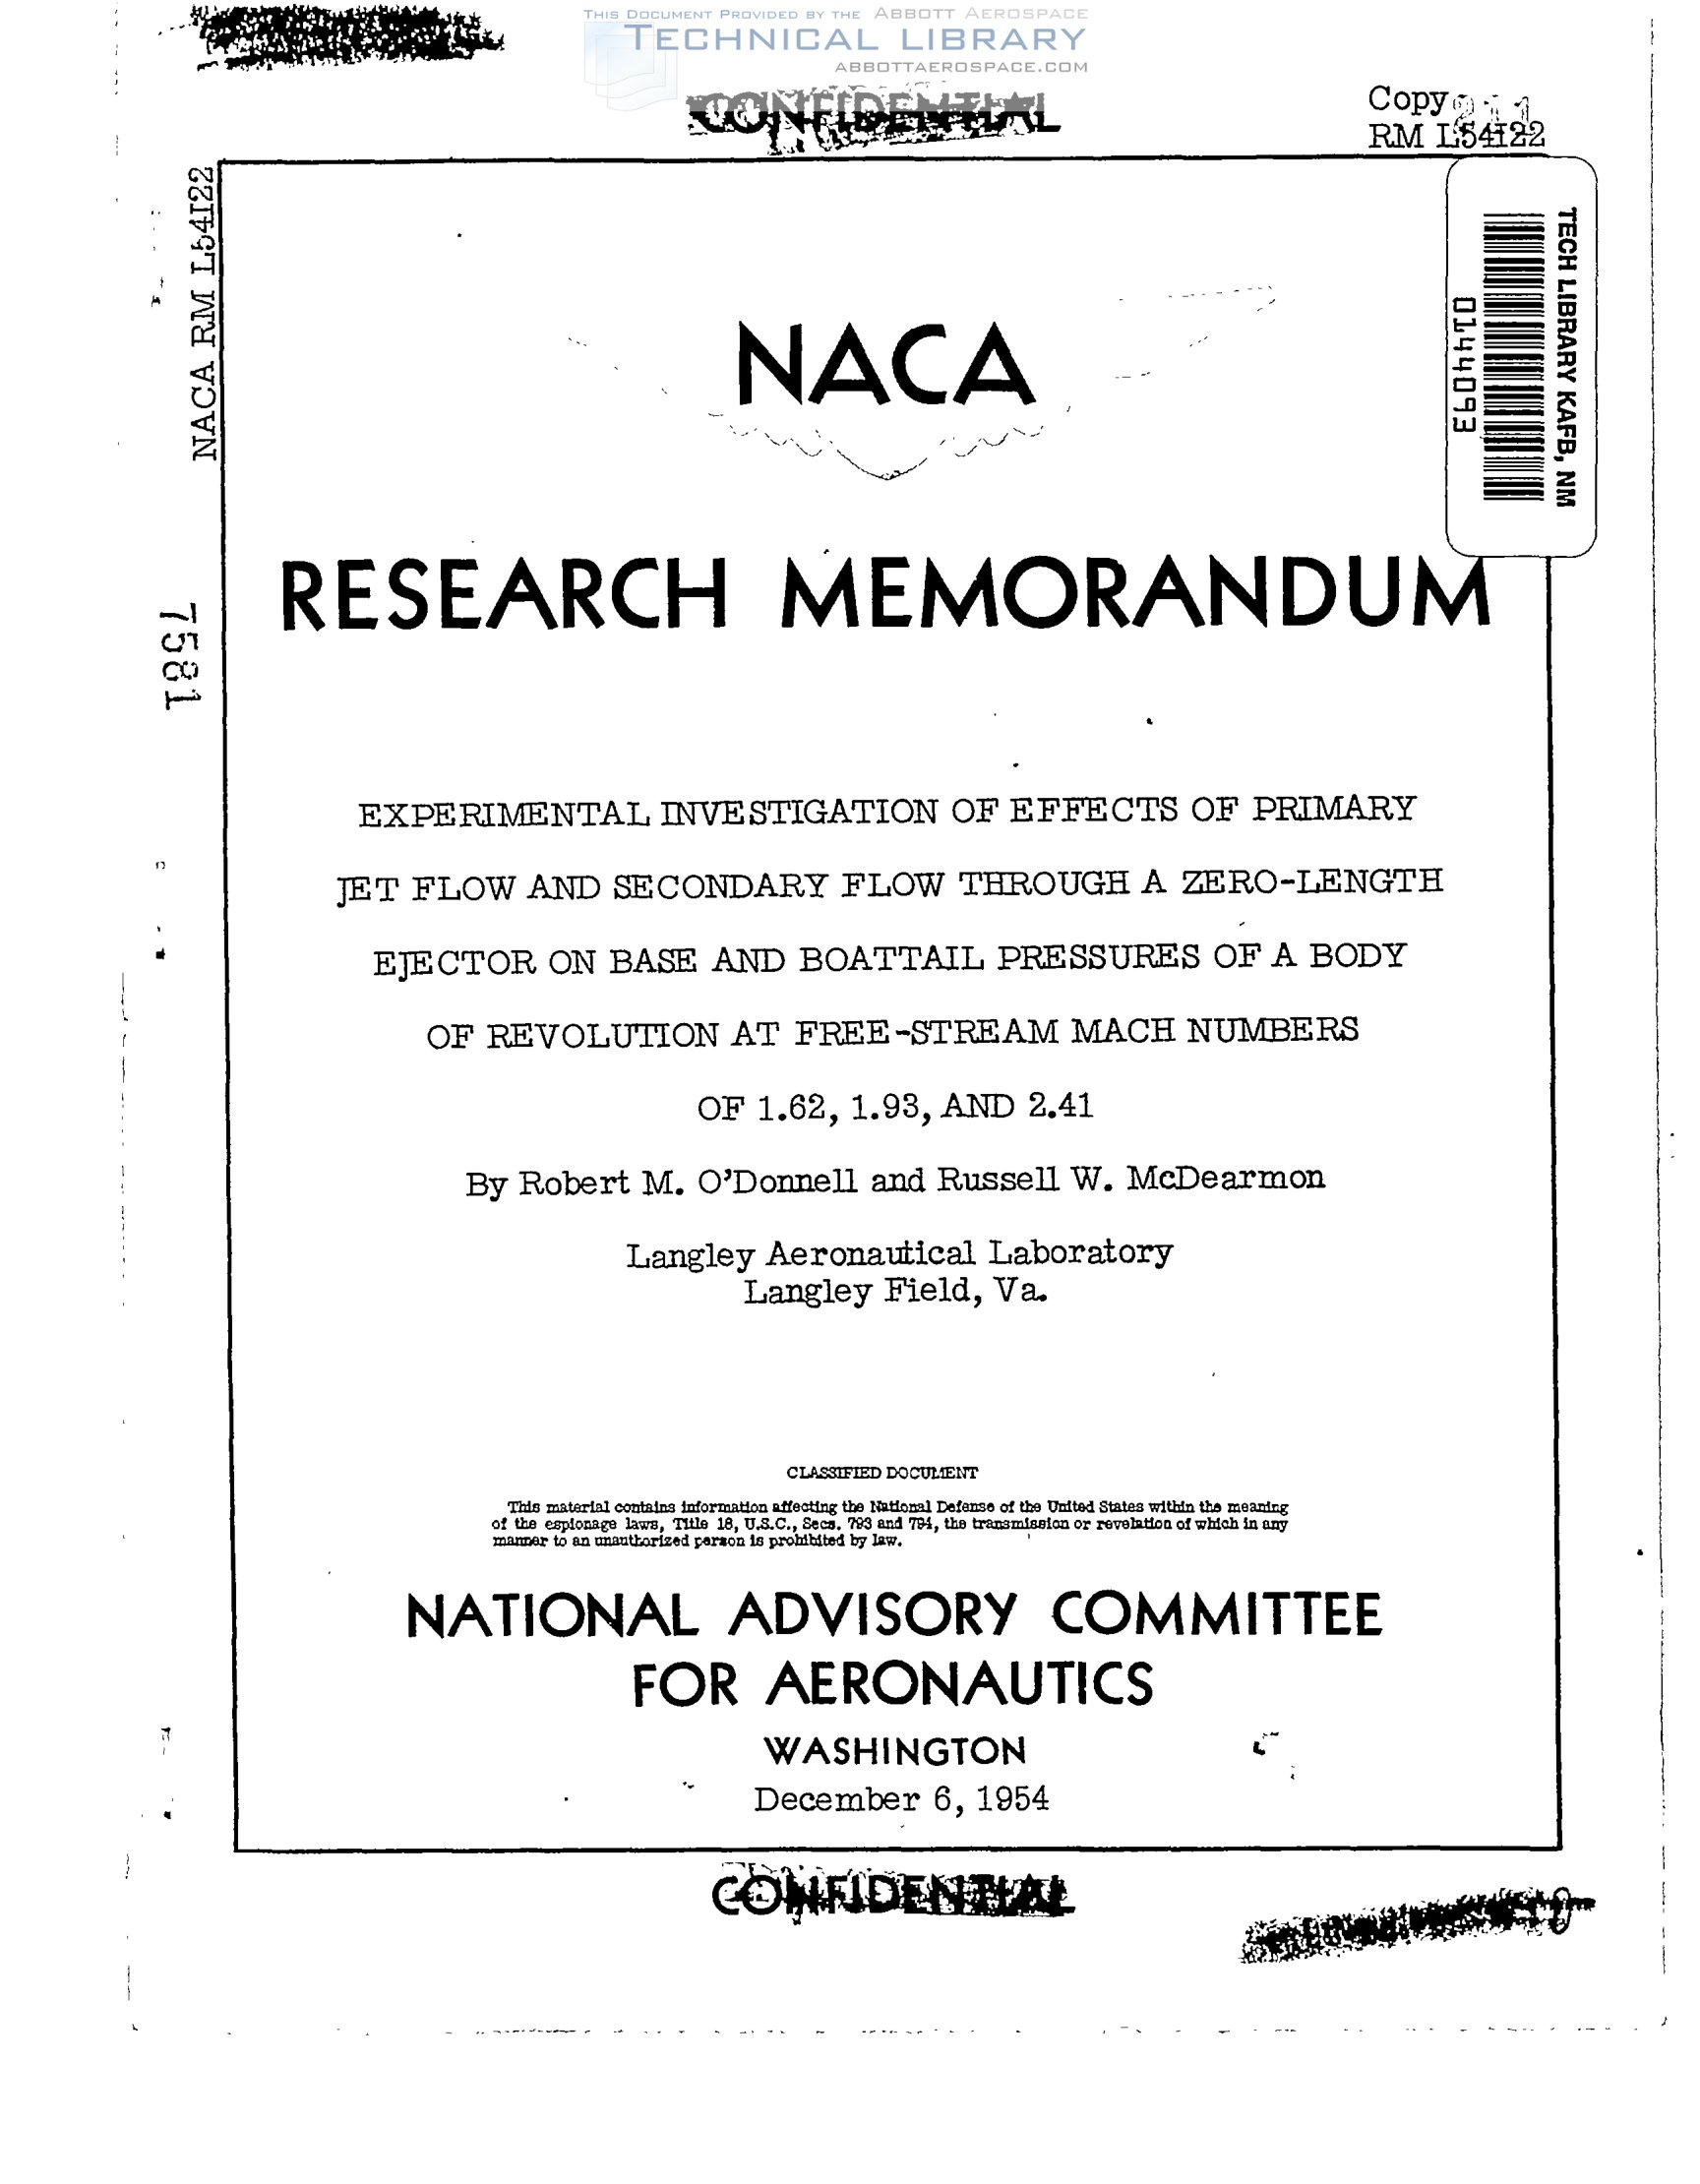 THIS DOCUMENT PROVIDED BY THE ABBOTT AEROSPACE
TECHNICAL LIBRARY
ABBOTTAEROSPACE.COM
CONFIDENTIAL
Copy 211
RM L54I22
NACA RM L54I22
TECH LIBRARY KAFB, NM
0144093
NACA
RESEARCH MEMORANDUM
7581
EXPERIMENTAL INVESTIGATION OF EFFECTS OF PRIMARY
JET FLOW AND SECONDARY FLOW THROUGH A ZERO-LENGTH
EJECTOR ON BASE AND BOATTAIL PRESSURES OF A BODY
OF REVOLUTION AT FREE-STREAM MACH NUMBERS
OF 1.62, 1.93, AND 2.41
By Robert M. O'Donnell and Russell W. McDearmon
Langley Aeronautical Laboratory
Langley Field, Va.
CLASSIFIED DOCUMENT
This material contains information affecting the National Defense of the United States within the meaning
of the espionage laws, Title 18, U.S.C., Secs. 793 and 794, the transmission or revelation of which in any
manner to an unauthorized person is prohibited by law.
NATIONAL ADVISORY COMMITTEE
FOR AERONAUTICS
WASHINGTON
December 6, 1954
CONFIDENTIAL